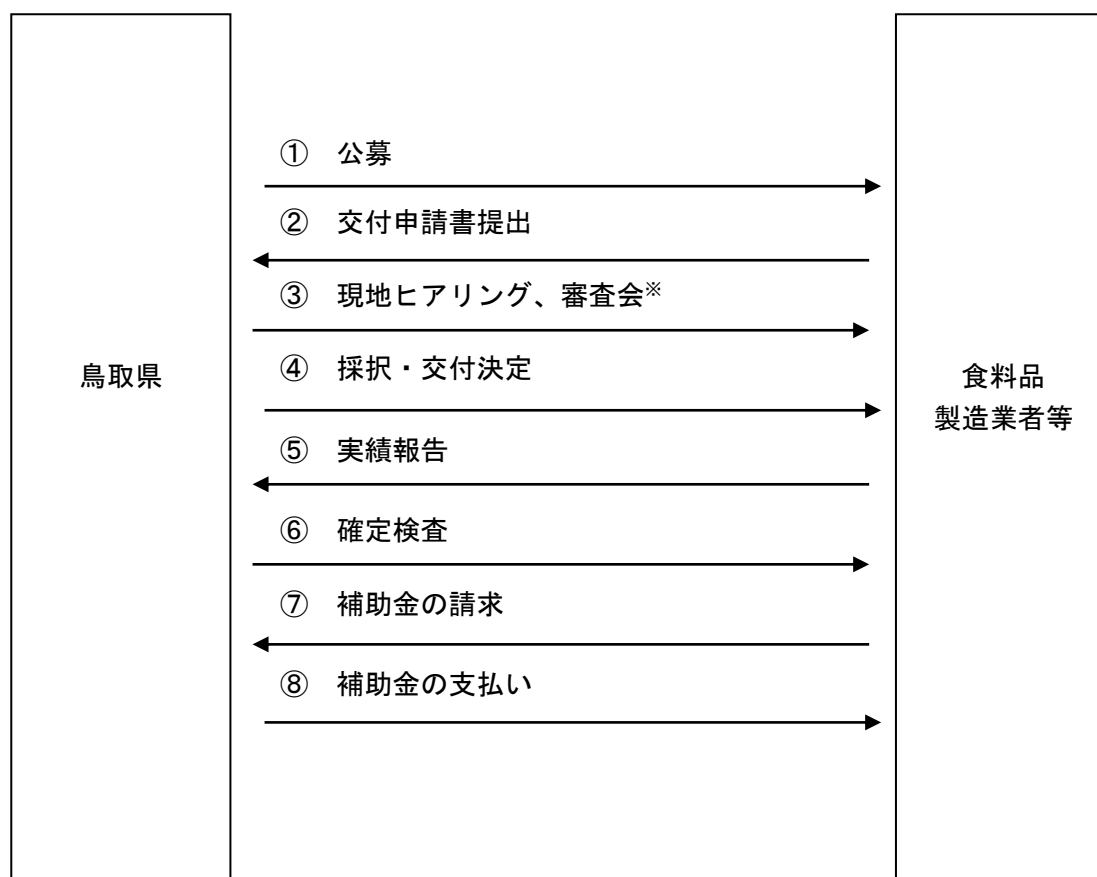 ① 公募
② 交付申請書提出
③ 現地ヒアリング、審査会※
④ 採択・交付決定
⑤ 実績報告
⑥ 確定検査
⑦ 補助金の請求
⑧ 補助金の支払い
鳥取県
食料品
製造業者等